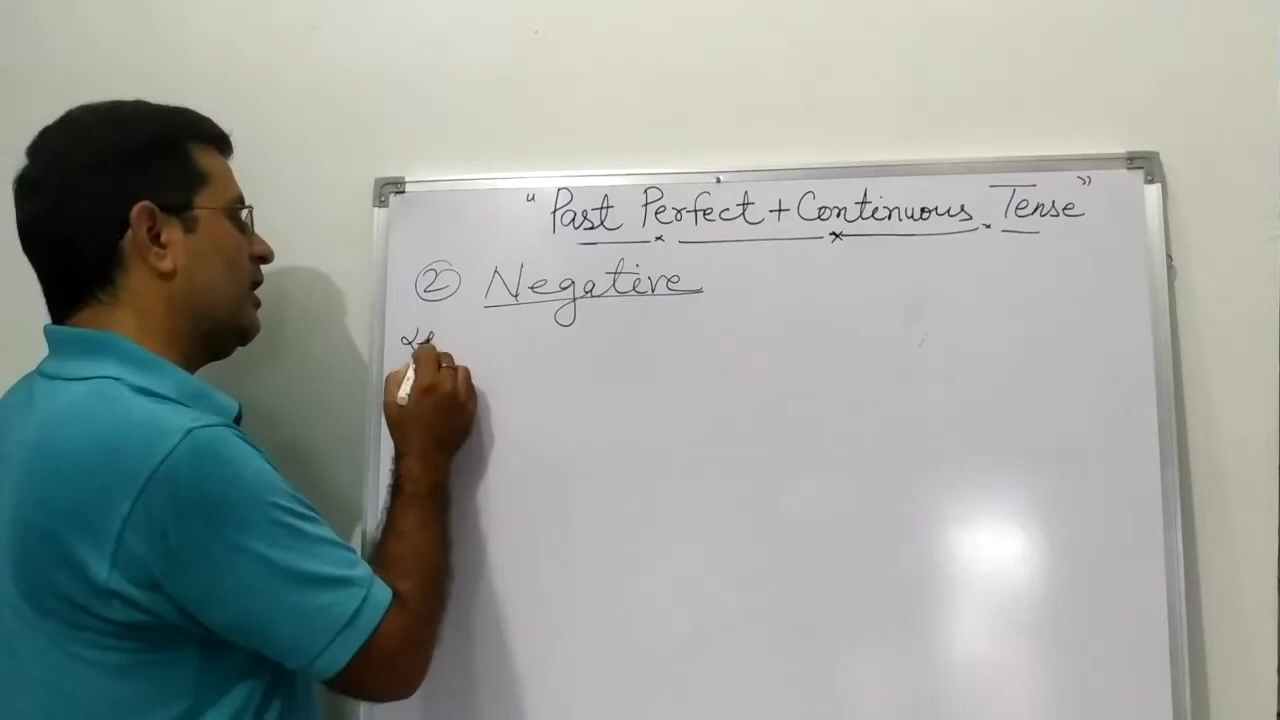 "Past Perfect + Continuous Tense"
② Negative